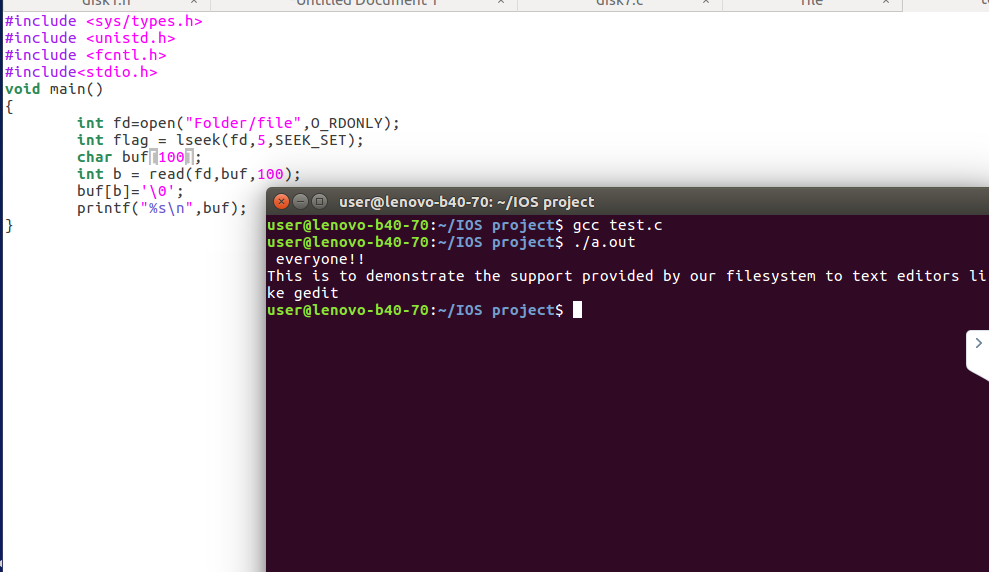 disk1.h × Untitled Document 1 × disk7.c × file ×
#include <sys/types.h>
#include <unistd.h>
#include <fcntl.h>
#include<stdio.h>
void main()
{
        int fd=open("Folder/file",O_RDONLY);
        int flag = lseek(fd,5,SEEK_SET);
        char buf[100];
        int b = read(fd,buf,100);
        buf[b]='\0';
        printf("%s\n",buf);
}
user@lenovo-b40-70: ~/IOS project
user@lenovo-b40-70:~/IOS project$ gcc test.c
user@lenovo-b40-70:~/IOS project$ ./a.out
 everyone!!
This is to demonstrate the support provided by our filesystem to text editors li
ke gedit
user@lenovo-b40-70:~/IOS project$